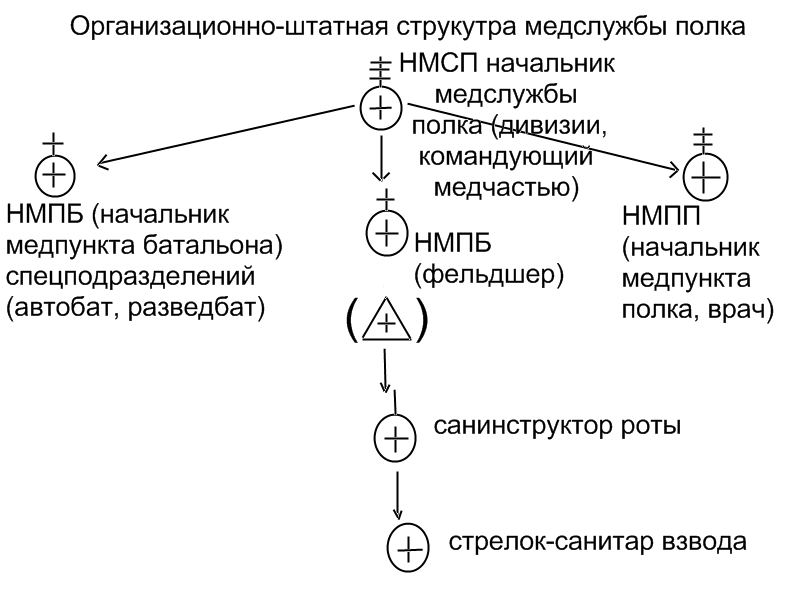 Организационно-штатная струкутра медслужбы полка
НМСП начальник
медслужбы
полка (дивизии,
командующий
медчастью)
НМПБ (начальник
медпункта батальона)
спецподразделений
(автобат, разведбат)
НМПБ
(фельдшер)
НМПП
(начальник
медпункта
полка, врач)
санинструктор роты
стрелок-санитар взвода